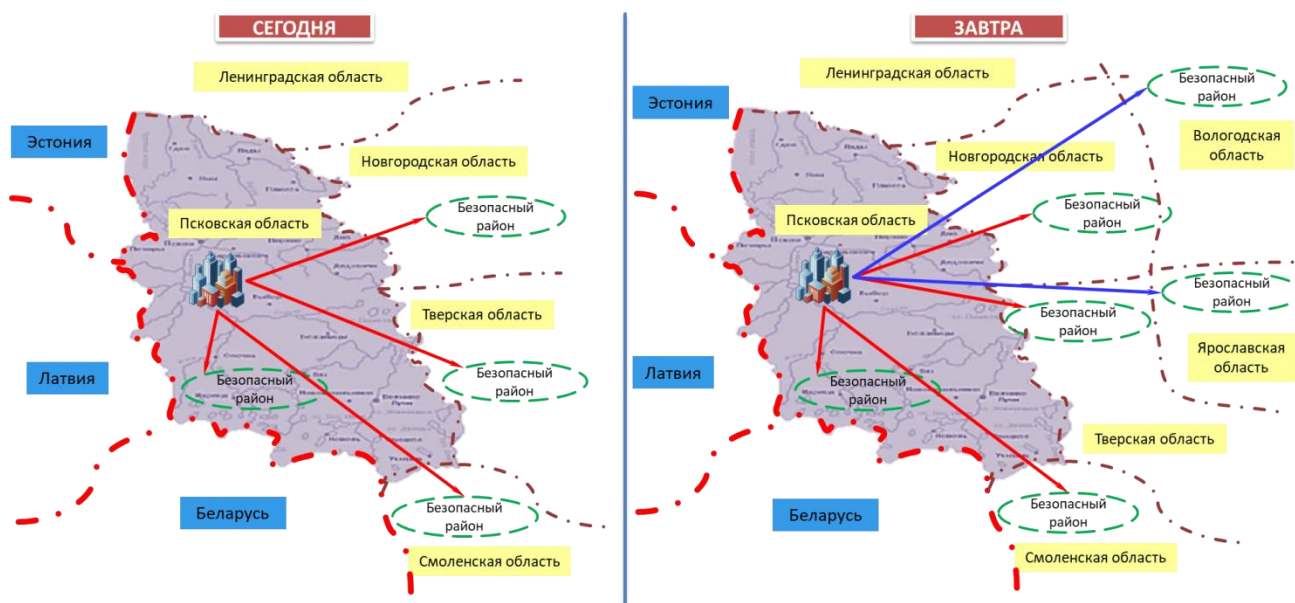 СЕГОДНЯ
Ленинградская область
Эстония
Новгородская область
Псковская область
Безопасный
район
Тверская область
Латвия
Безопасный
район
Безопасный
район
Беларусь
Безопасный
район
Смоленская область
ЗАВТРА
Ленинградская область
Безопасный
район
Эстония
Вологодская
область
Новгородская область
Псковская область
Безопасный
район
Безопасный
район
Безопасный
район
Ярославская
область
Латвия
Безопасный
район
Тверская область
Беларусь
Безопасный
район
Смоленская область